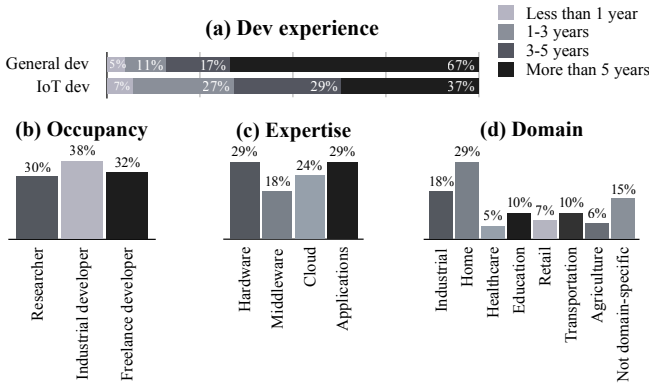 (a) Dev experience
Less than 1 year
1-3 years
3-5 years
More than 5 years
General dev 5% 11% 17% 67%
IoT dev 7% 27% 29% 37%
(b) Occupancy
30% 38% 32%
Researcher
Industrial developer
Freelance developer
(c) Expertise
29% 18% 24% 29%
Hardware
Middleware
Cloud
Applications
(d) Domain
18% 29% 5% 10% 7% 10% 6% 15%
Industrial
Home
Healthcare
Education
Retail
Transportation
Agriculture
Not domain-specific